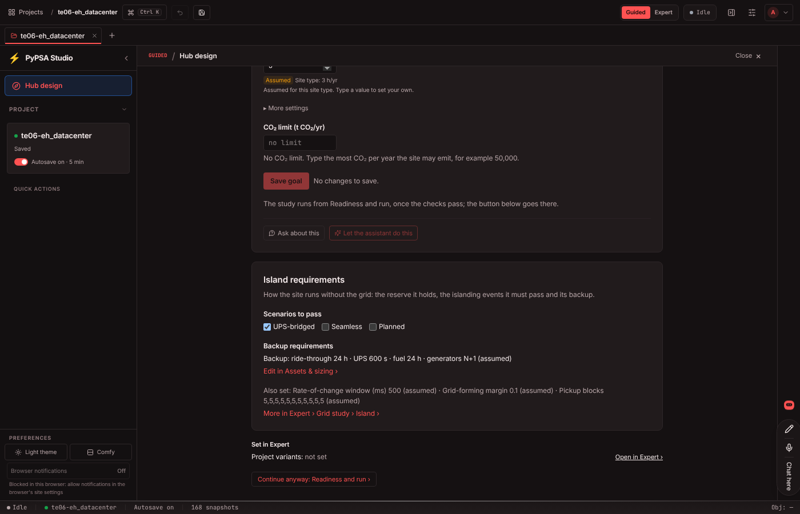 Projects / te06-eh_datacenter ⌘ Ctrl K Guided Expert Idle A
te06-eh_datacenter × +
PyPSA Studio
GUIDED / Hub design Close ×
Hub design
PROJECT
te06-eh_datacenter
Saved
Autosave on · 5 min
QUICK ACTIONS
Assumed Site type: 3 h/yr
Assumed for this site type. Type a value to set your own.
▸ More settings
CO₂ limit (t CO₂/yr)
no limit
No CO₂ limit. Type the most CO₂ per year the site may emit, for example 50,000.
Save goal No changes to save.
The study runs from Readiness and run, once the checks pass; the button below goes there.
Ask about this Let the assistant do this
Island requirements
How the site runs without the grid: the reserve it holds, the islanding events it must pass and its backup.
Scenarios to pass
UPS-bridged Seamless Planned
Backup requirements
Backup: ride-through 24 h · UPS 600 s · fuel 24 h · generators N+1 (assumed)
Edit in Assets & sizing ›
Also set: Rate-of-change window (ms) 500 (assumed) · Grid-forming margin 0.1 (assumed) · Pickup blocks
5,5,5,5,5,5,5,5,5,5,5 (assumed)
More in Expert › Grid study › Island ›
Set in Expert
Project variants: not set Open in Expert ›
Continue anyway: Readiness and run ›
PREFERENCES
Light theme Comfy
Browser notifications Off
Blocked in this browser: allow notifications in the
browser's site settings
Chat here
Idle te06-eh_datacenter Autosave on 168 snapshots Obj: —